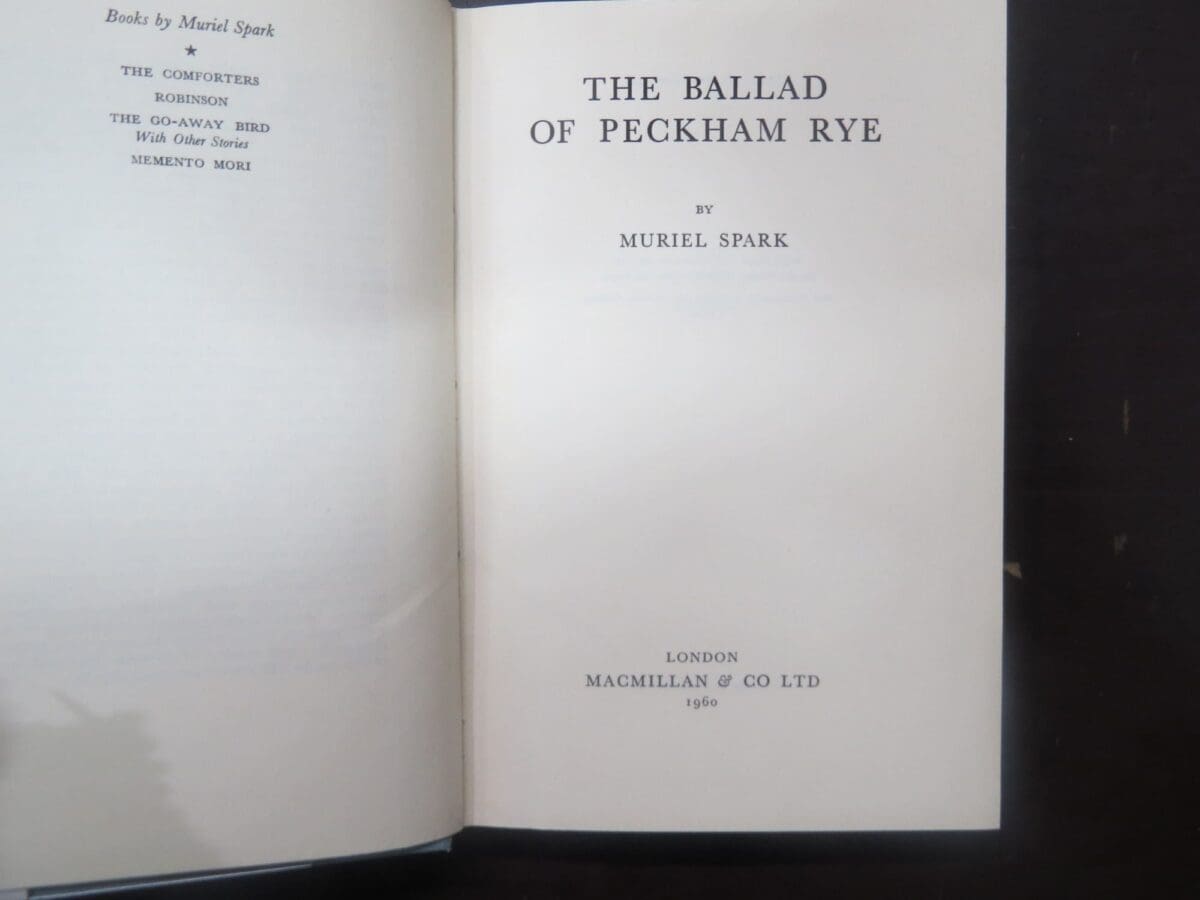 Books by Muriel Spark
★
THE COMFORTERS
ROBINSON
THE GO-AWAY BIRD
With Other Stories
MEMENTO MORI
THE BALLAD
OF PECKHAM RYE
BY
MURIEL SPARK
LONDON
MACMILLAN & CO LTD
1960